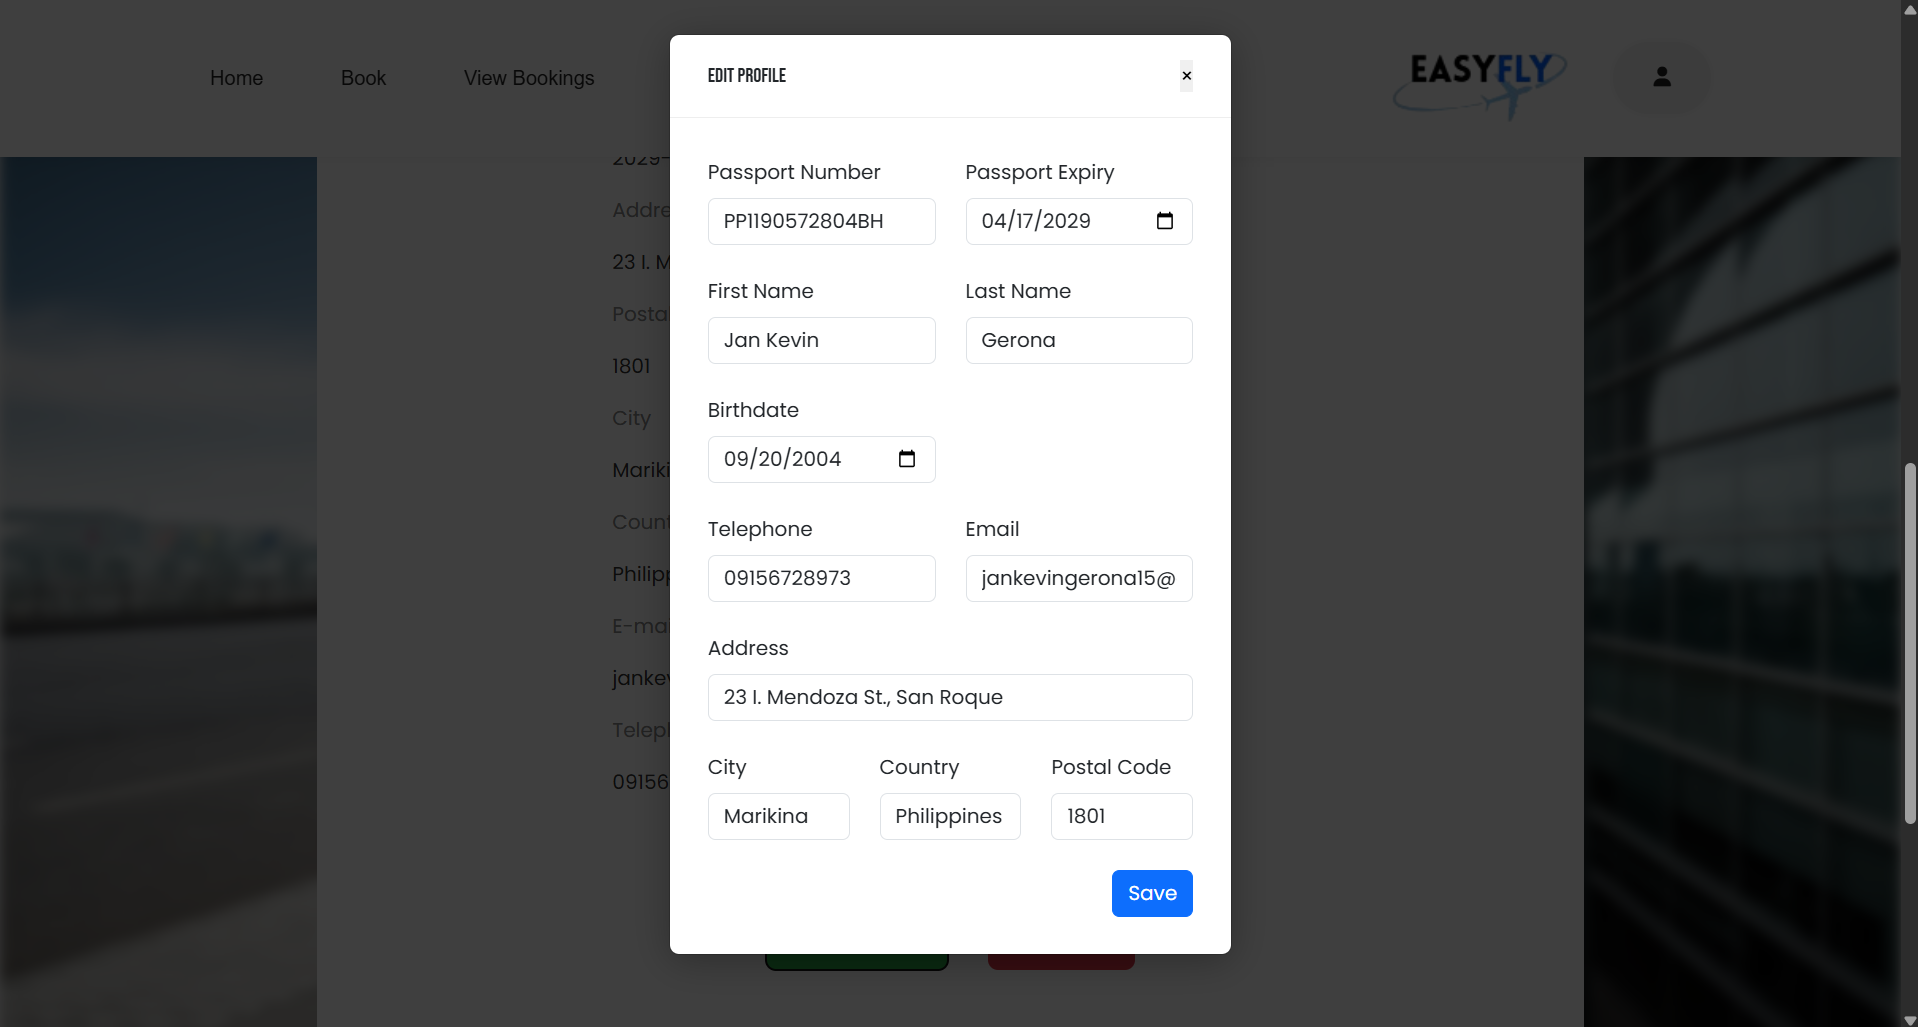 Home Book View Bookings
EASYFLY
EDIT PROFILE
×
Passport Number Passport Expiry
PP1190572804BH 04/17/2029
First Name Last Name
Jan Kevin Gerona
Birthdate
09/20/2004
Telephone Email
09156728973 jankevingerona15@
Address
23 I. Mendoza St., San Roque
City Country Postal Code
Marikina Philippines 1801
Save
2029-
Addre
23 I. M
Posta
1801
City
Mariki
Coun
Philipp
E-mai
janke
Telep
09156